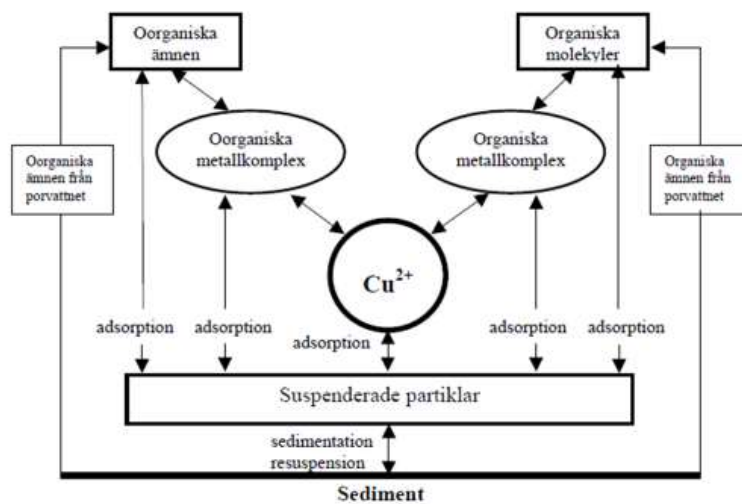 Oorganiska
ämnen
Organiska
molekyler
Oorganiska
metallkomplex
Organiska
metallkomplex
Oorganiska
ämnen från
porvattnet
Organiska
ämnen från
porvattnet
Cu²⁺
adsorption
adsorption
adsorption
adsorption
adsorption
Suspenderade partiklar
sedimentation
resuspension
Sediment